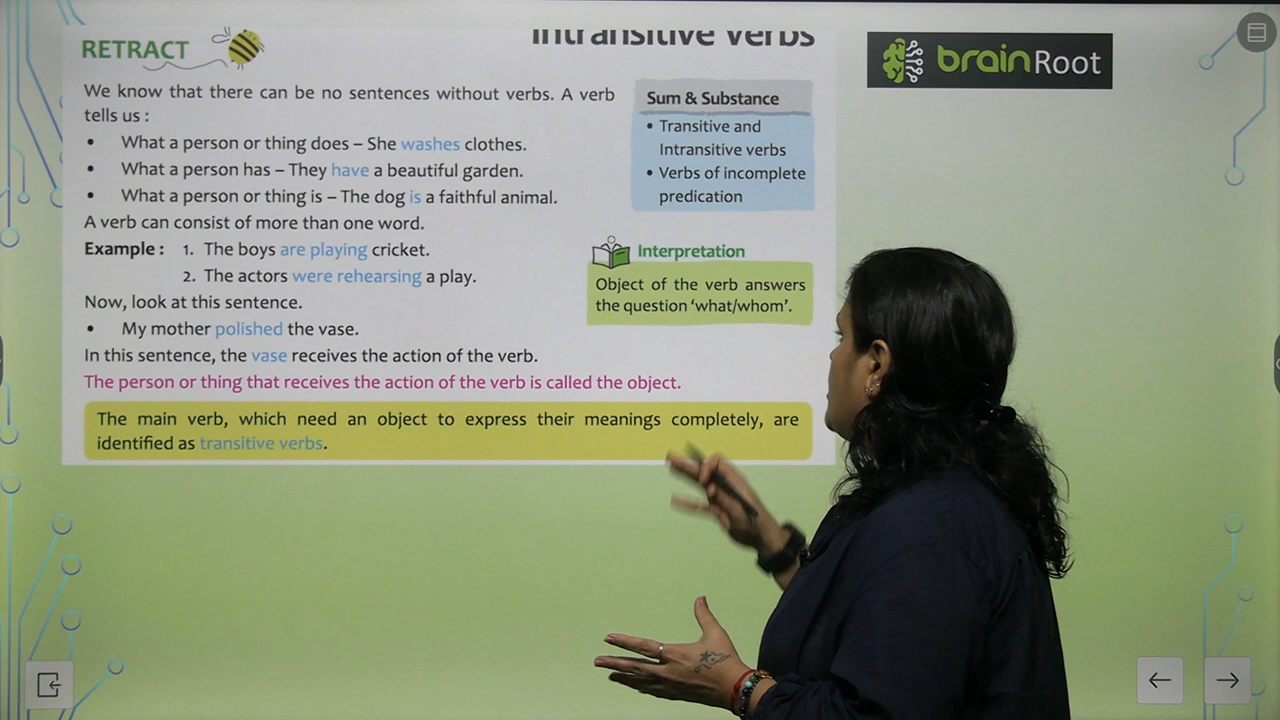 Intransitive Verbs
RETRACT
brainRoot
We know that there can be no sentences without verbs. A verb
tells us :
• What a person or thing does – She washes clothes.
• What a person has – They have a beautiful garden.
• What a person or thing is – The dog is a faithful animal.
A verb can consist of more than one word.
Example : 1. The boys are playing cricket.
2. The actors were rehearsing a play.
Now, look at this sentence.
• My mother polished the vase.
In this sentence, the vase receives the action of the verb.
The person or thing that receives the action of the verb is called the object.
The main verb, which need an object to express their meanings completely, are
identified as transitive verbs.
Sum & Substance
• Transitive and
Intransitive verbs
• Verbs of incomplete
predication
Interpretation
Object of the verb answers
the question ‘what/whom’.